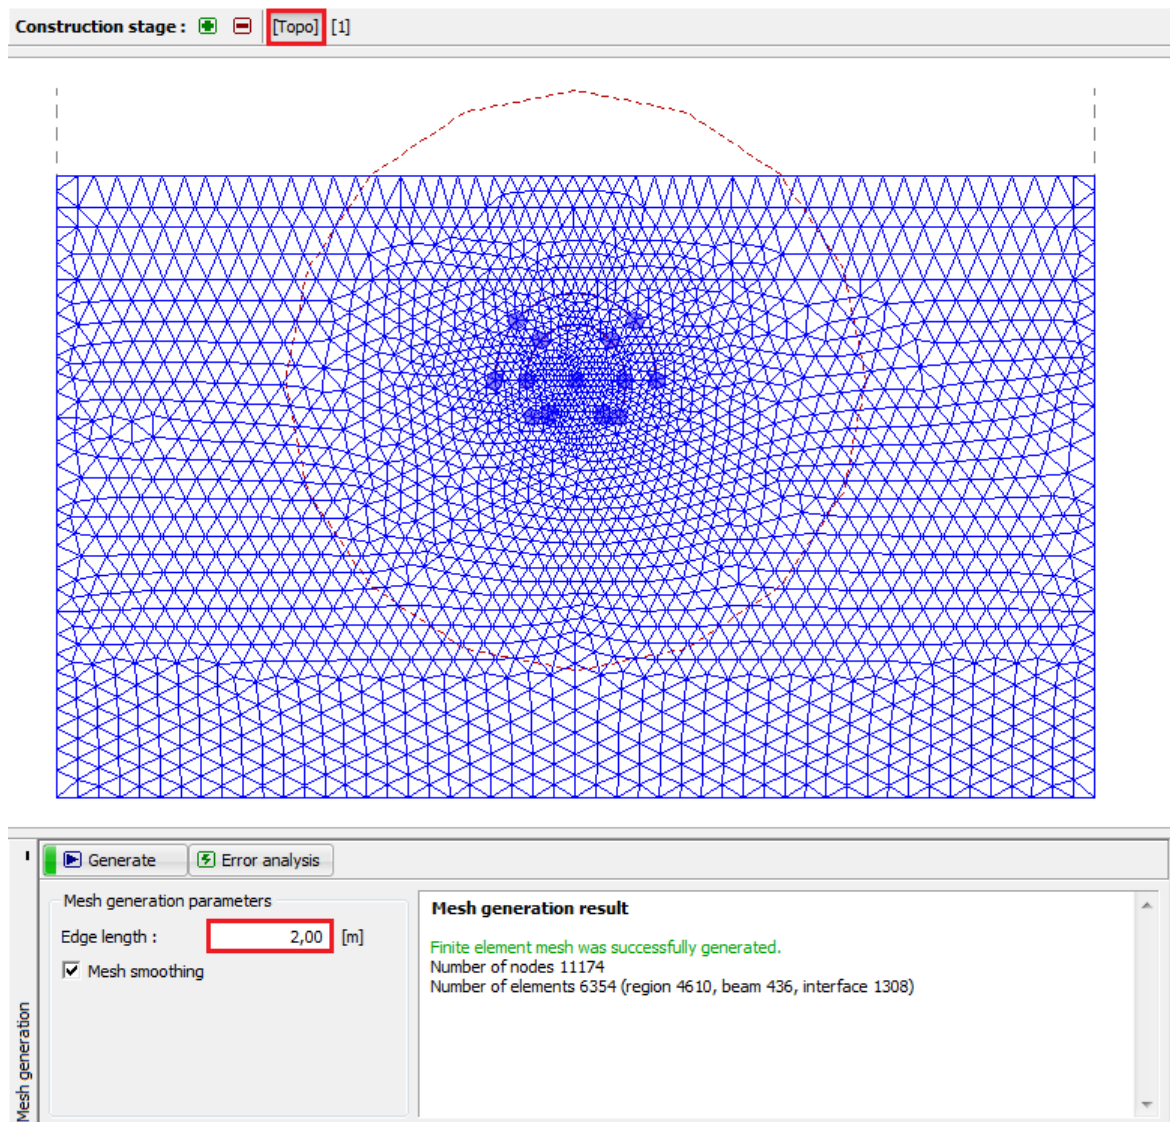 Construction stage : [Topo] [1]
Generate Error analysis
Mesh generation parameters
Edge length : 2,00 [m]
Mesh smoothing
Mesh generation result
Finite element mesh was successfully generated.
Number of nodes 11174
Number of elements 6354 (region 4610, beam 436, interface 1308)
Mesh generation